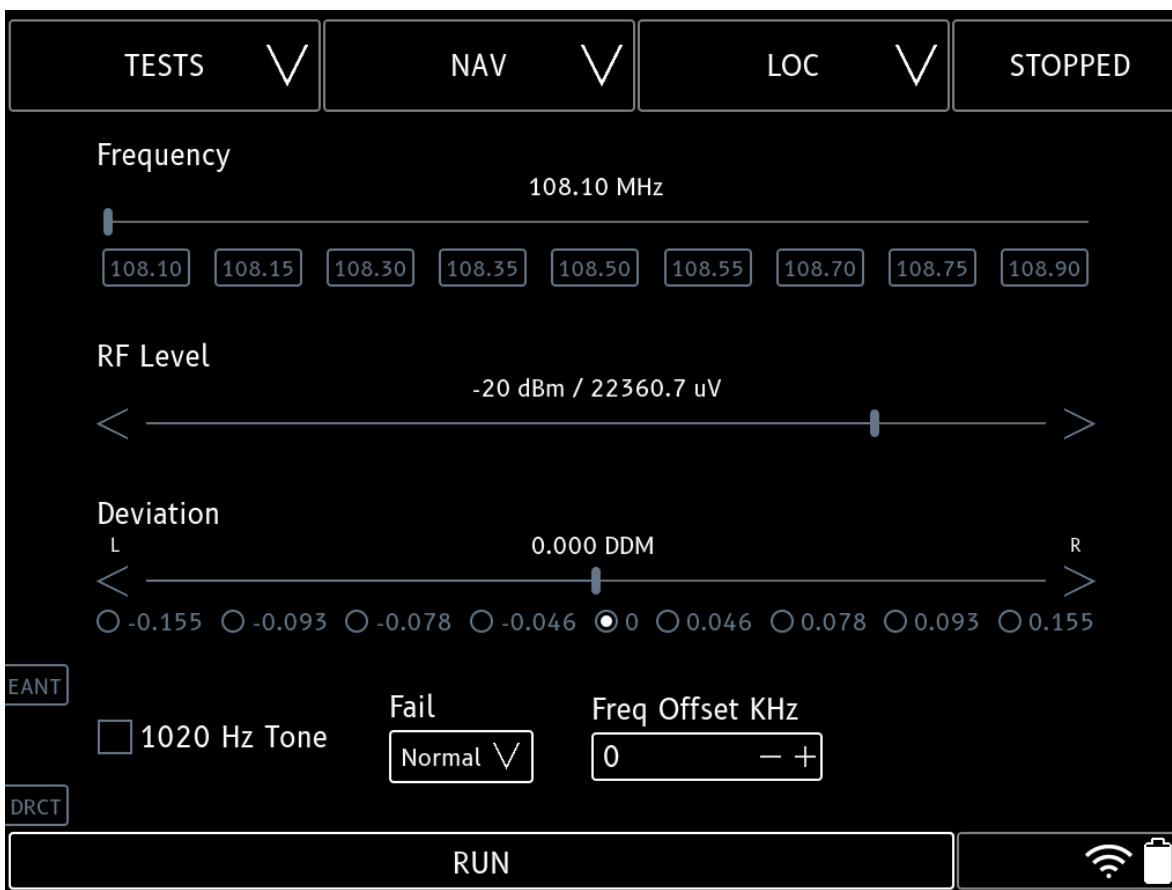 TESTS NAV LOC STOPPED
Frequency
108.10 MHz
108.10 108.15 108.30 108.35 108.50 108.55 108.70 108.75 108.90
RF Level
-20 dBm / 22360.7 uV
Deviation
L 0.000 DDM R
-0.155 -0.093 -0.078 -0.046 0 0.046 0.078 0.093 0.155
EANT
Fail Freq Offset KHz
1020 Hz Tone Normal 0 − +
DRCT
RUN